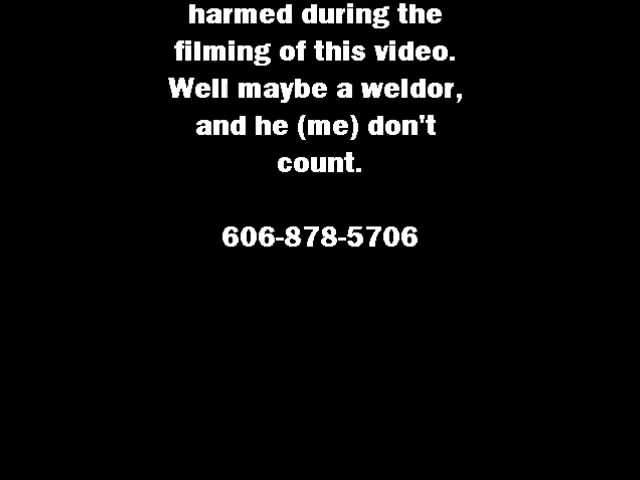 harmed during the
filming of this video.
Well maybe a weldor,
and he (me) don't
count.
606-878-5706